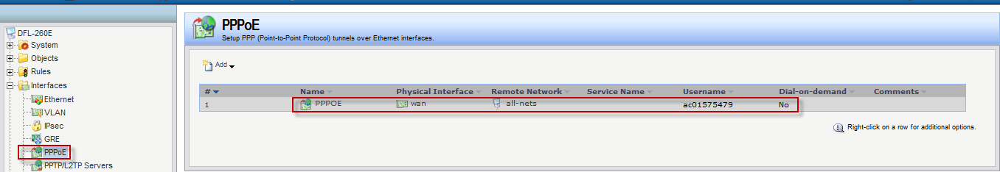 DFL-260E
System
Objects
Rules
Interfaces
Ethernet
VLAN
IPsec
GRE
PPPoE
PPTP/L2TP Servers
PPPoE
Setup PPP (Point-to-Point Protocol) tunnels over Ethernet interfaces.
Add
# Name Physical Interface Remote Network Service Name Username Dial-on-demand Comments
1 PPPOE wan all-nets ac01575479 No
Right-click on a row for additional options.